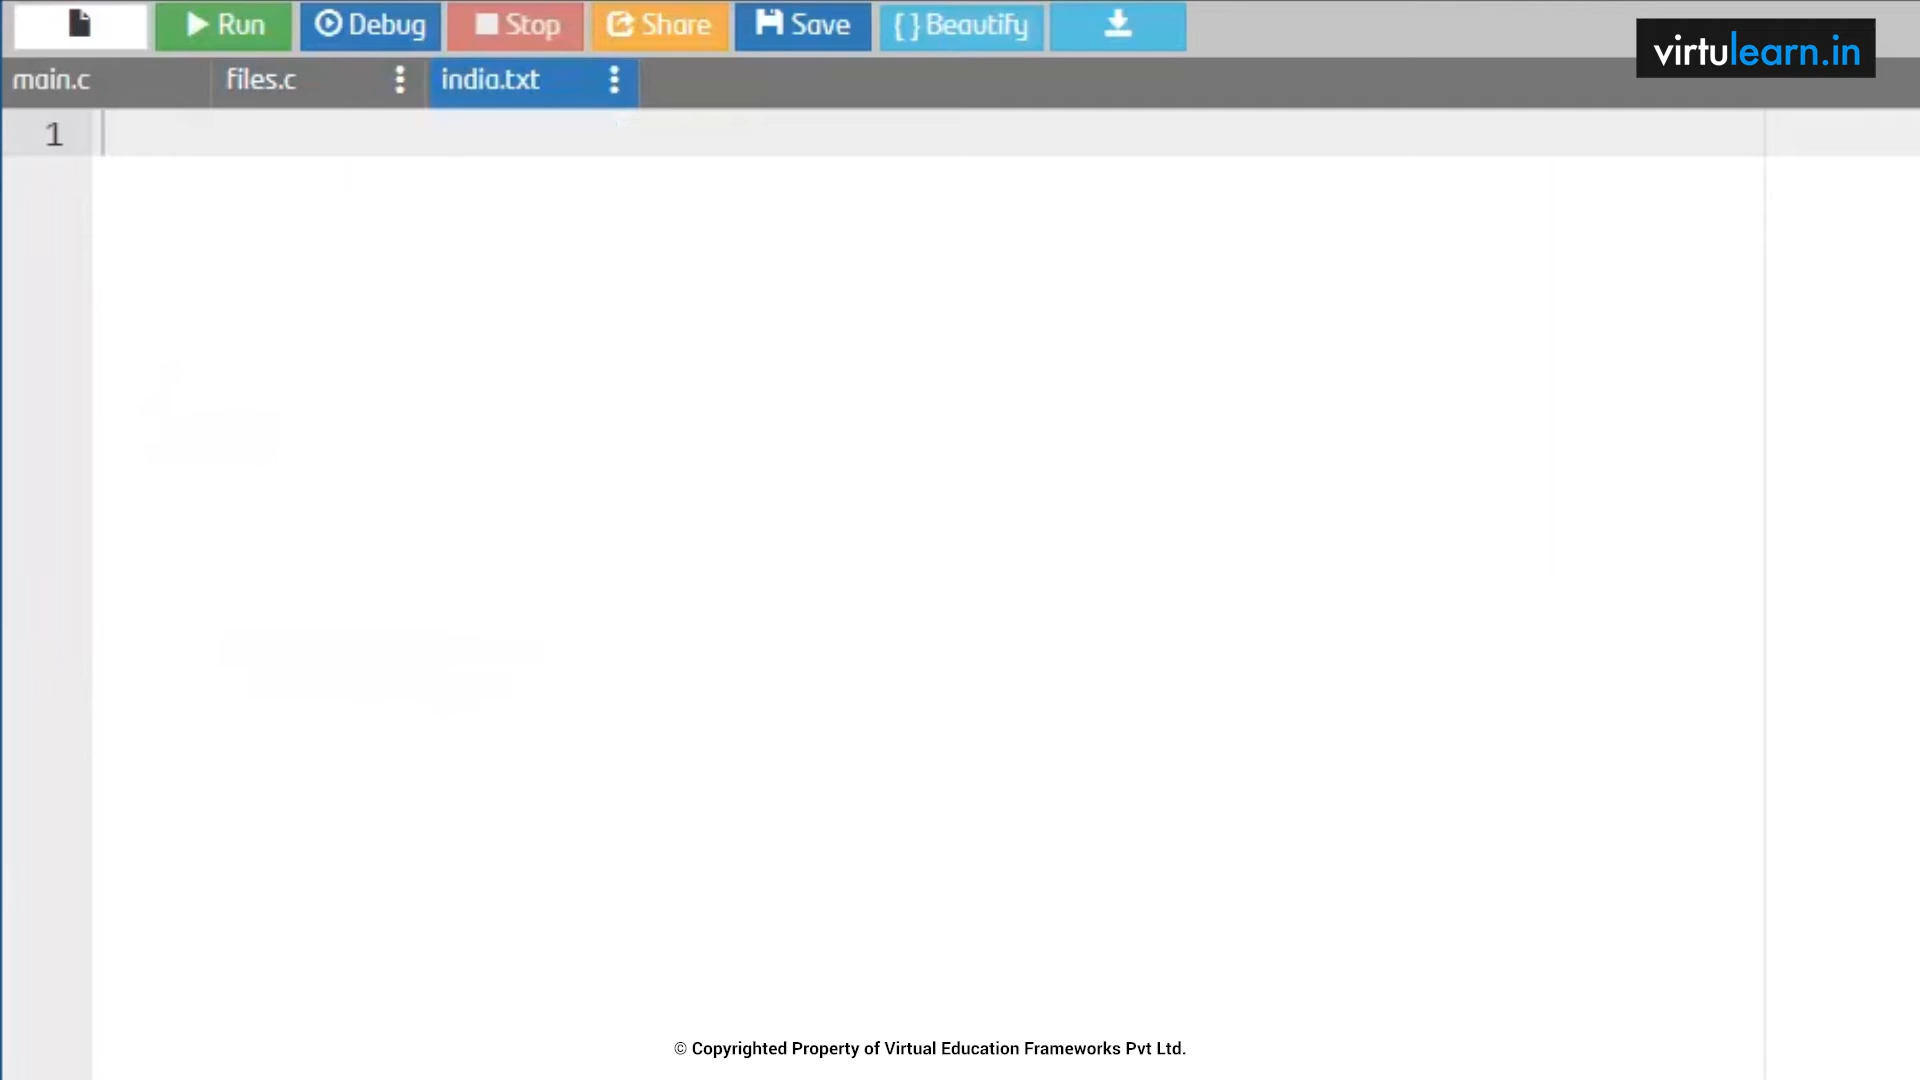 Run Debug Stop Share Save { } Beautify
virtulearn.in
main.c files.c india.txt
1
© Copyrighted Property of Virtual Education Frameworks Pvt Ltd.